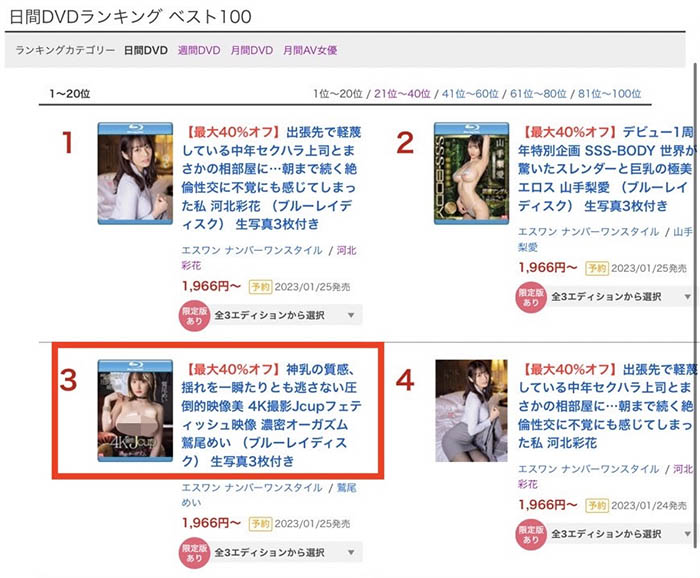 日間DVDランキング ベスト100
ランキングカテゴリー 日間DVD 週間DVD 月間DVD 月間AV女優
1〜20位
1位〜20位 / 21位〜40位 / 41位〜60位 / 61位〜80位 / 81位〜100位
1
【最大40%オフ】出張先で軽蔑
している中年セクハラ上司とま
さかの相部屋に…朝まで続く絶
倫性交に不覚にも感じてしまっ
た私 河北彩花 （ブルーレイデ
ィスク） 生写真3枚付き
エスワン ナンバーワンスタイル / 河北
彩花
1,966円〜 予約 2023/01/25発売
限定版
あり
全3エディションから選択 ▼
2
山手梨愛
SSS-BODY
【最大40%オフ】デビュー1周
年特別企画 SSS-BODY 世界が
驚いたスレンダーと巨乳の極美
エロス 山手梨愛 （ブルーレイ
ディスク） 生写真3枚付き
エスワン ナンバーワンスタイル / 山手
梨愛
1,966円〜 予約 2023/01/25発売
限定版
あり
全3エディションから選択 ▼
3
4K Jcup
【最大40%オフ】神乳の質感、
揺れを一瞬たりとも逃さない圧
倒的映像美 4K撮影Jcupフェテ
ィッシュ映像 濃密オーガズム
鷲尾めい （ブルーレイディス
ク） 生写真3枚付き
エスワン ナンバーワンスタイル / 鷲尾
めい
1,966円〜 予約 2023/01/25発売
限定版
あり
全3エディションから選択 ▼
4
【最大40%オフ】出張先で軽蔑
している中年セクハラ上司とま
さかの相部屋に…朝まで続く絶
倫性交に不覚にも感じてしまっ
た私 河北彩花
エスワン ナンバーワンスタイル / 河北
彩花
1,966円〜 予約 2023/01/24発売
限定版
あり
全3エディションから選択 ▼